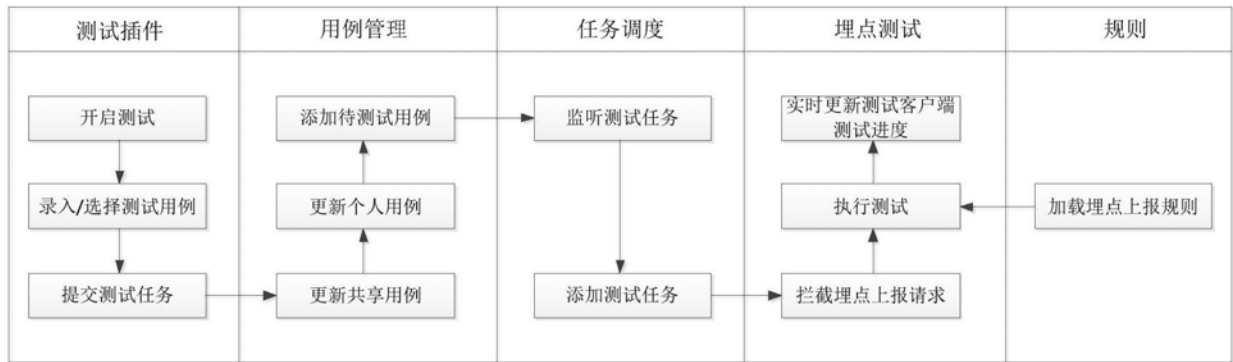 测试插件
用例管理
任务调度
埋点测试
规则
开启测试
添加待测试用例
监听测试任务
实时更新测试客户端
测试进度
录入/选择测试用例
更新个人用例
执行测试
加载埋点上报规则
提交测试任务
更新共享用例
添加测试任务
拦截埋点上报请求